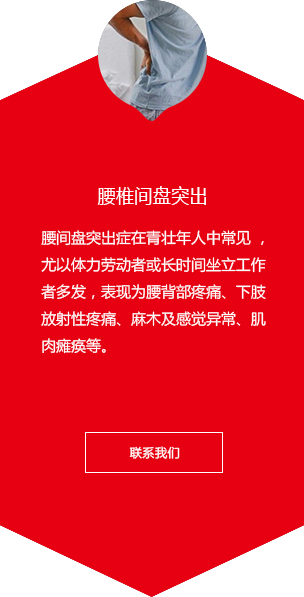 腰椎间盘突出
腰间盘突出症在青壮年人中常见 ，
尤以体力劳动者或长时间坐立工作
者多发，表现为腰背部疼痛、下肢
放射性疼痛、麻木及感觉异常、肌
肉瘫痪等。
联系我们